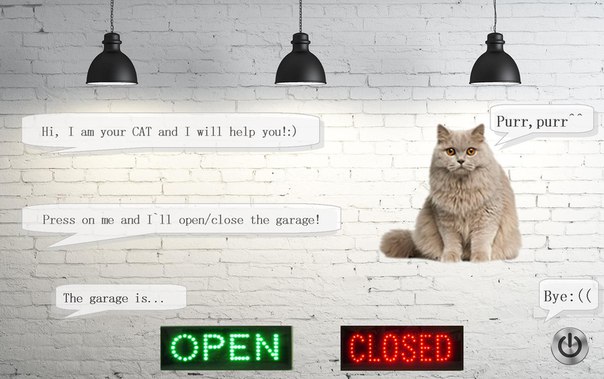 Hi, I am your CAT and I will help you!:)
Purr,purr^^
Press on me and I`ll open/close the garage!
The garage is...
Bye:((
OPEN
CLOSED